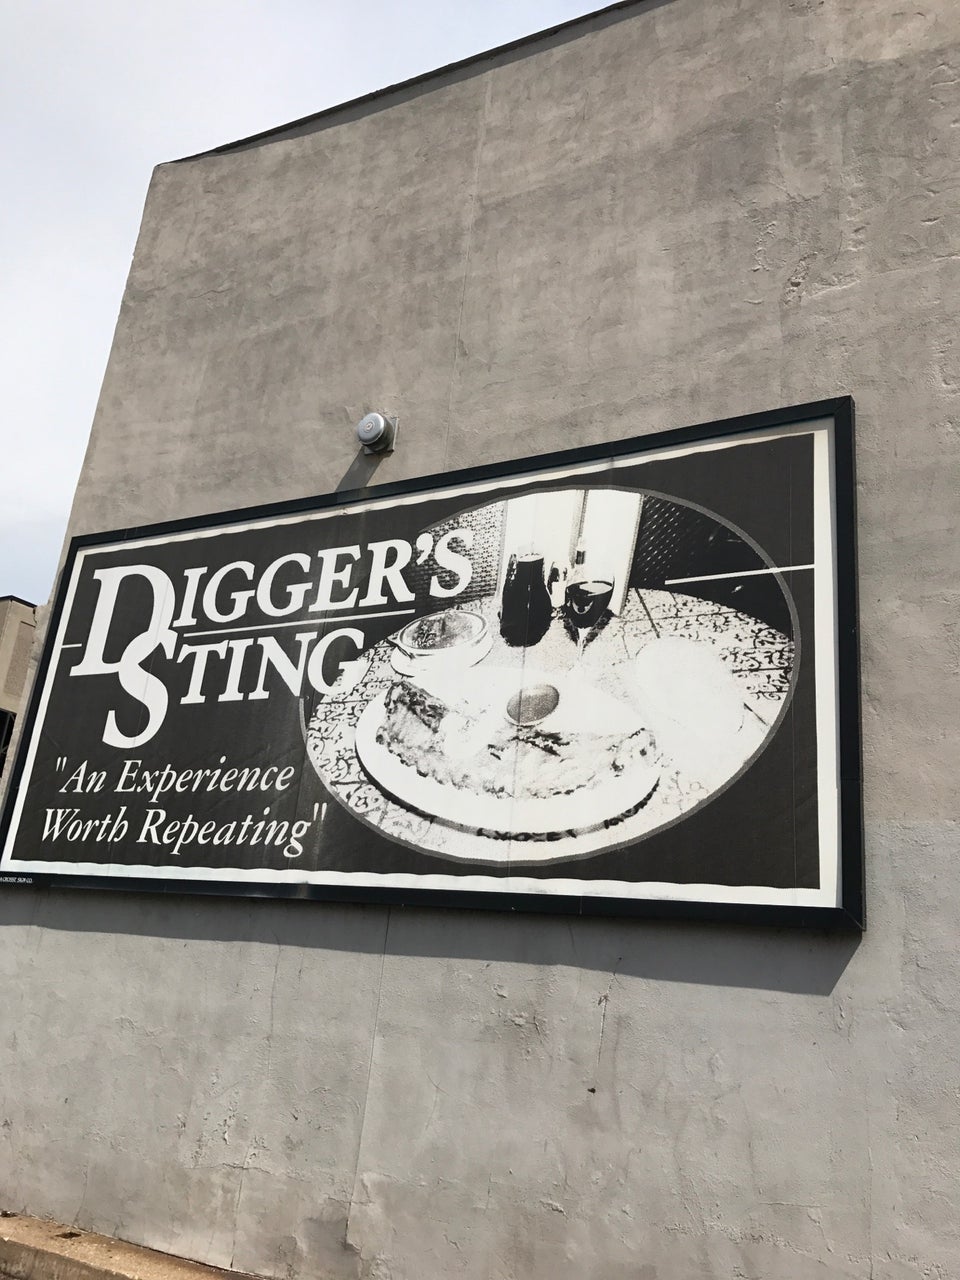 DIGGER'S
STING
"An Experience
Worth Repeating"